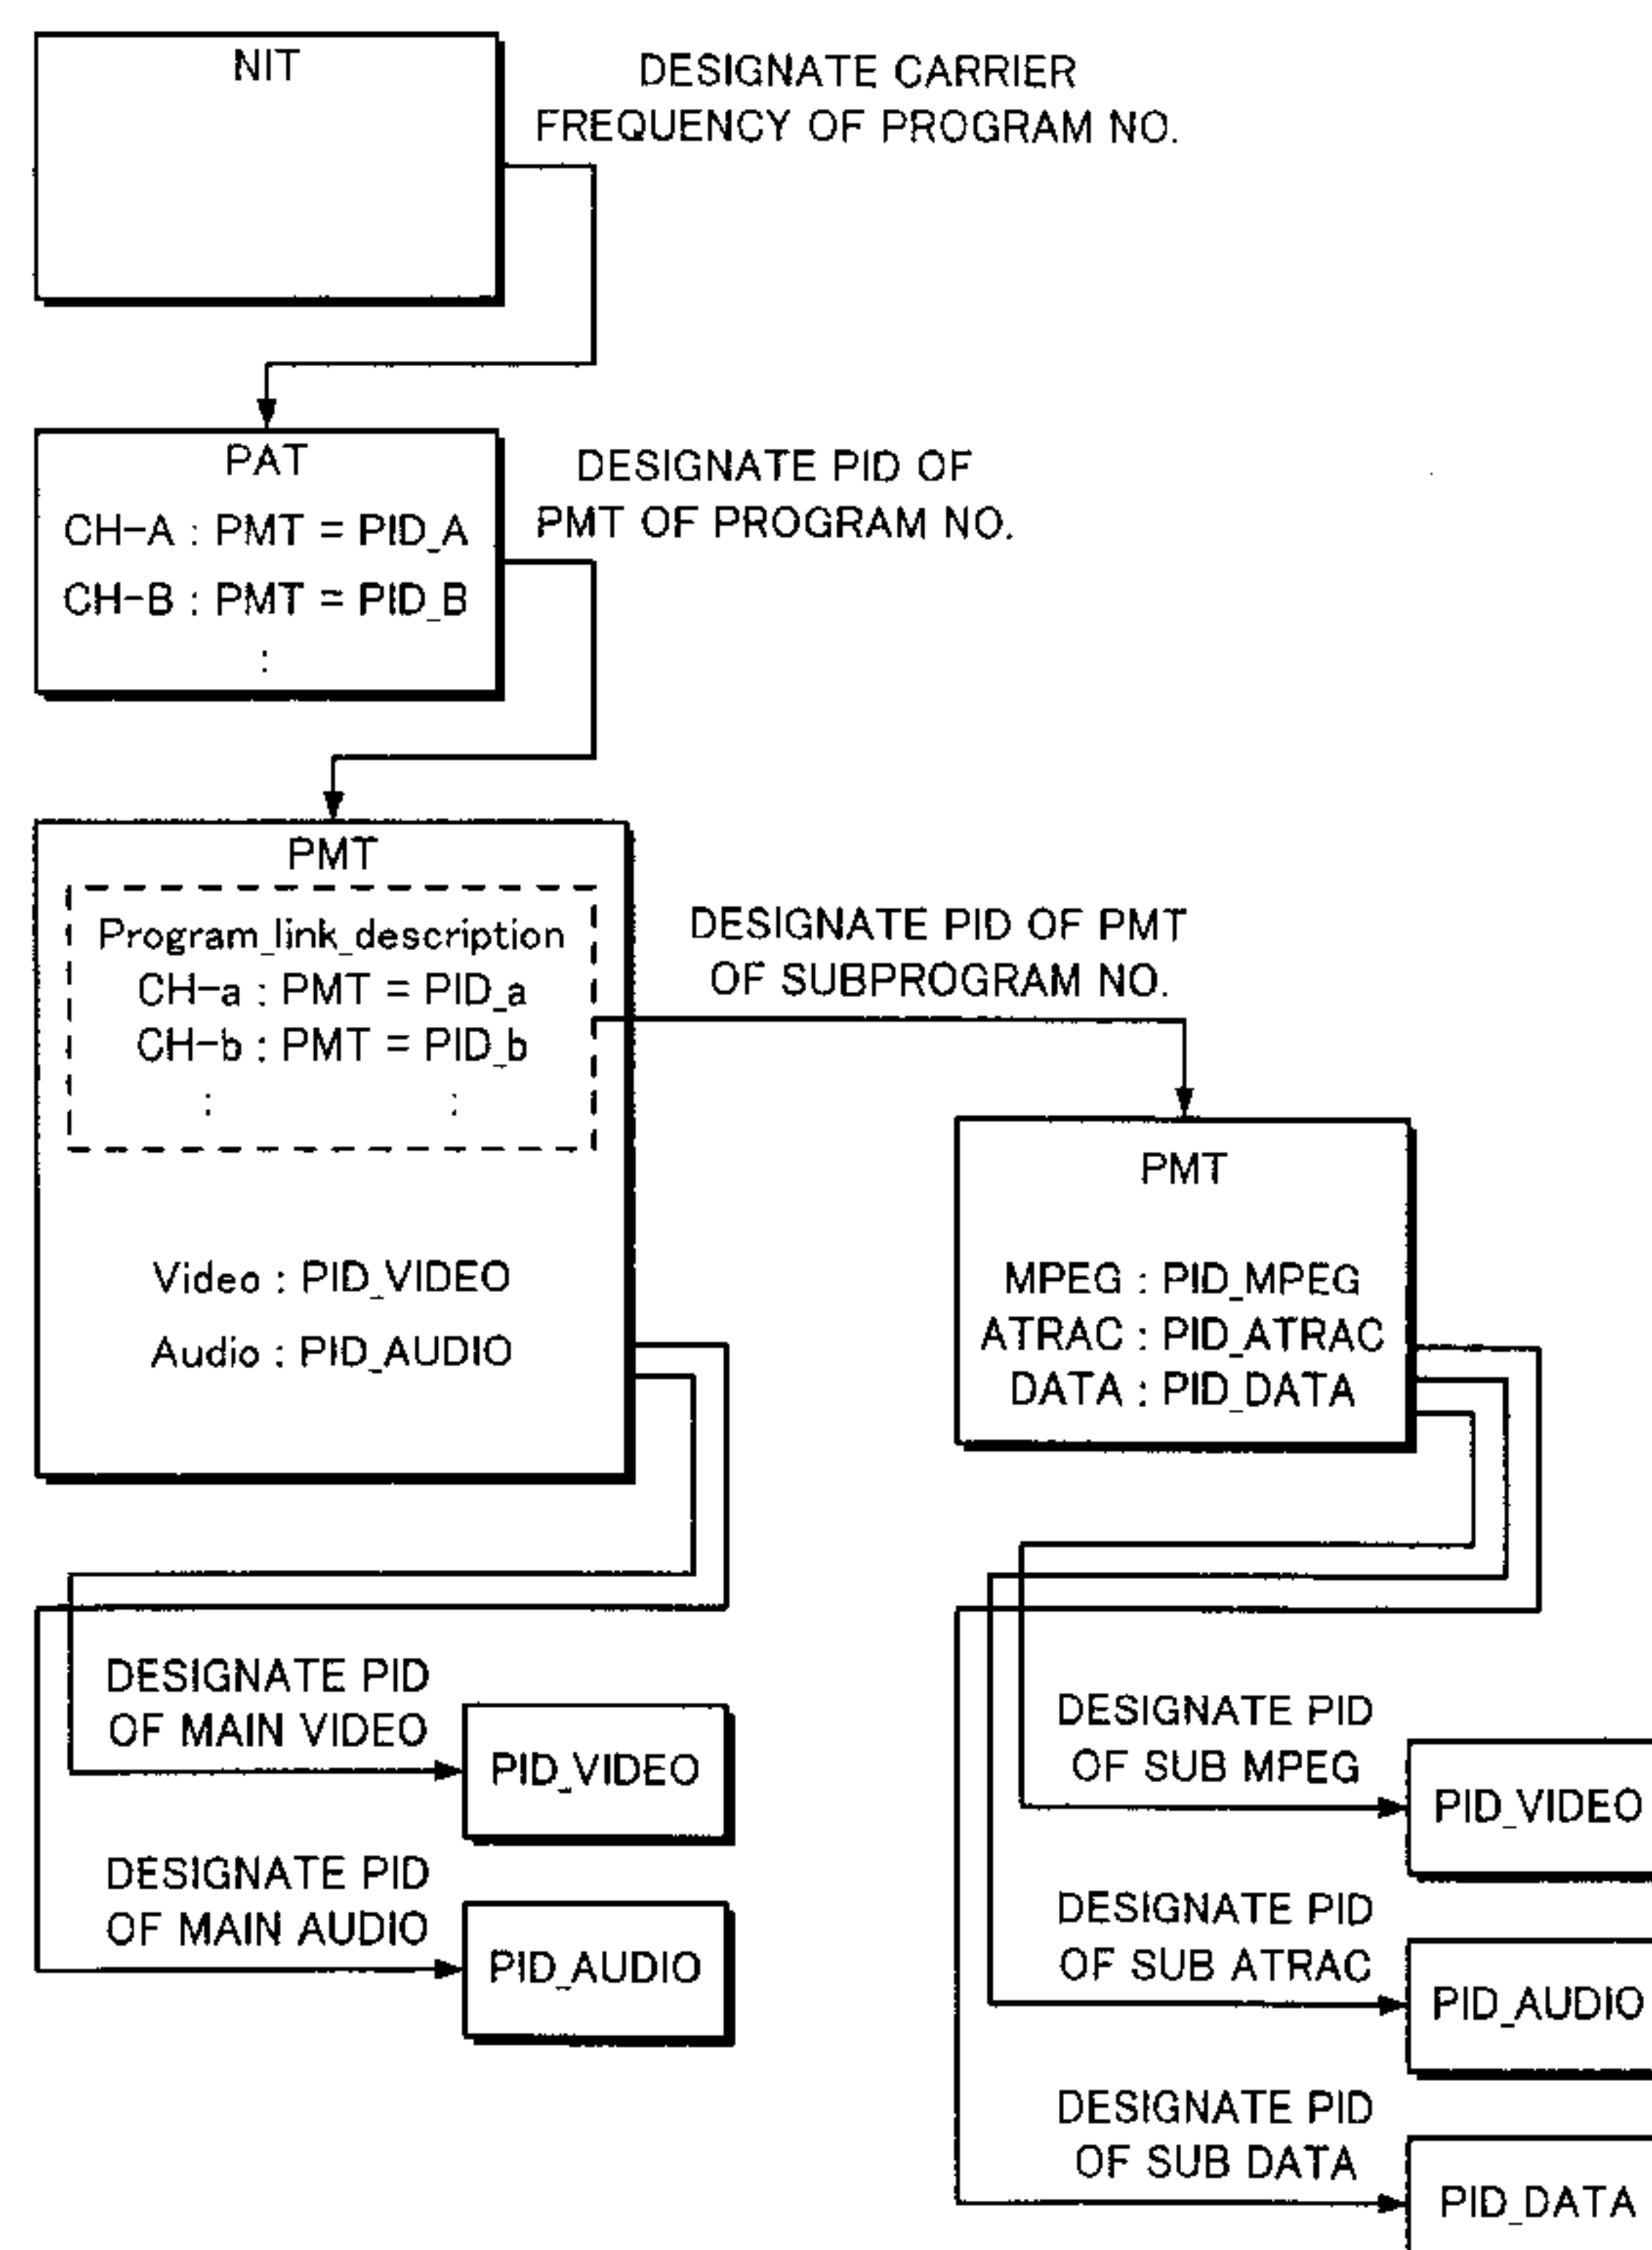 NIT
DESIGNATE CARRIER
FREQUENCY OF PROGRAM NO.
PAT
CH-A : PMT = PID_A
CH-B : PMT = PID_B
:
DESIGNATE PID OF
PMT OF PROGRAM NO.
PMT
Program_link_description
CH-a : PMT = PID_a
CH-b : PMT = PID_b
: :
DESIGNATE PID OF PMT
OF SUBPROGRAM NO.
Video : PID_VIDEO
Audio : PID_AUDIO
PMT
MPEG : PID_MPEG
ATRAC : PID_ATRAC
DATA : PID_DATA
DESIGNATE PID
OF MAIN VIDEO
PID_VIDEO
DESIGNATE PID
OF MAIN AUDIO
PID_AUDIO
DESIGNATE PID
OF SUB MPEG
PID_VIDEO
DESIGNATE PID
OF SUB ATRAC
PID_AUDIO
DESIGNATE PID
OF SUB DATA
PID_DATA